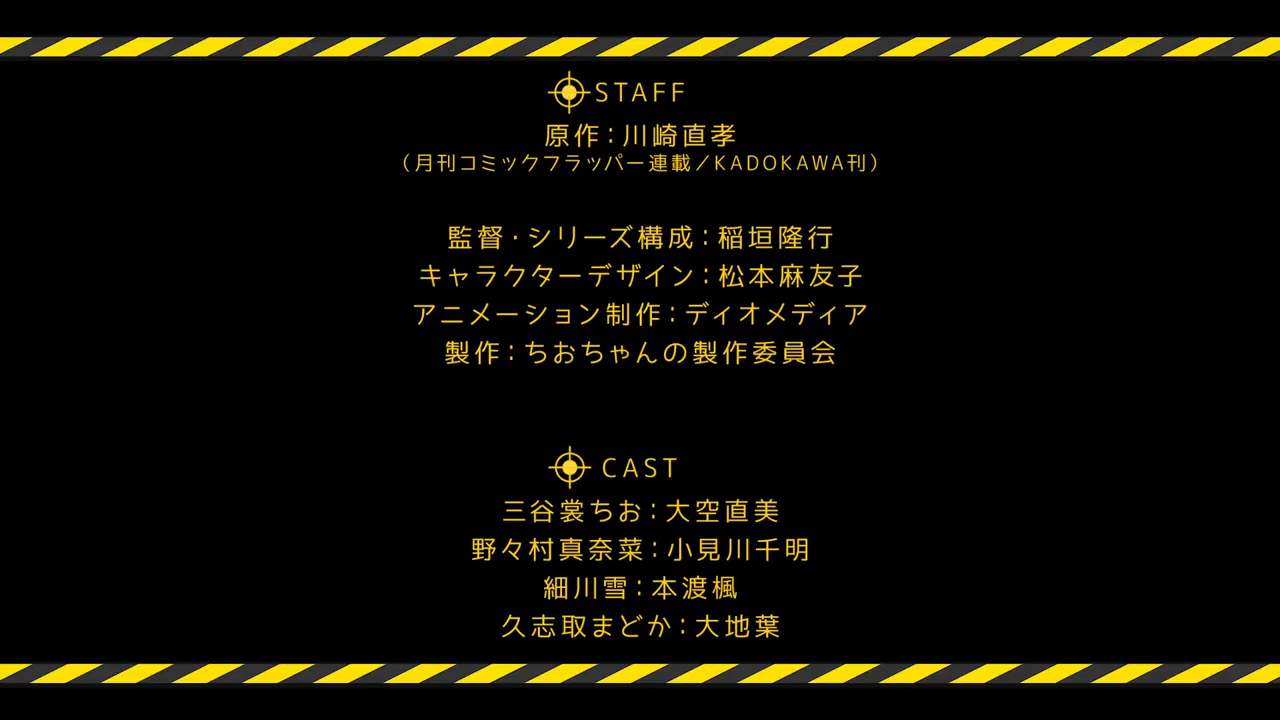 STAFF
原作:川崎直孝
(月刊コミックフラッパー連載/KADOKAWA刊)
監督・シリーズ構成:稲垣隆行
キャラクターデザイン:松本麻友子
アニメーション制作:ディオメディア
製作:ちおちゃんの製作委員会
CAST
三谷裳ちお:大空直美
野々村真奈菜:小見川千明
細川雪:本渡楓
久志取まどか:大地葉